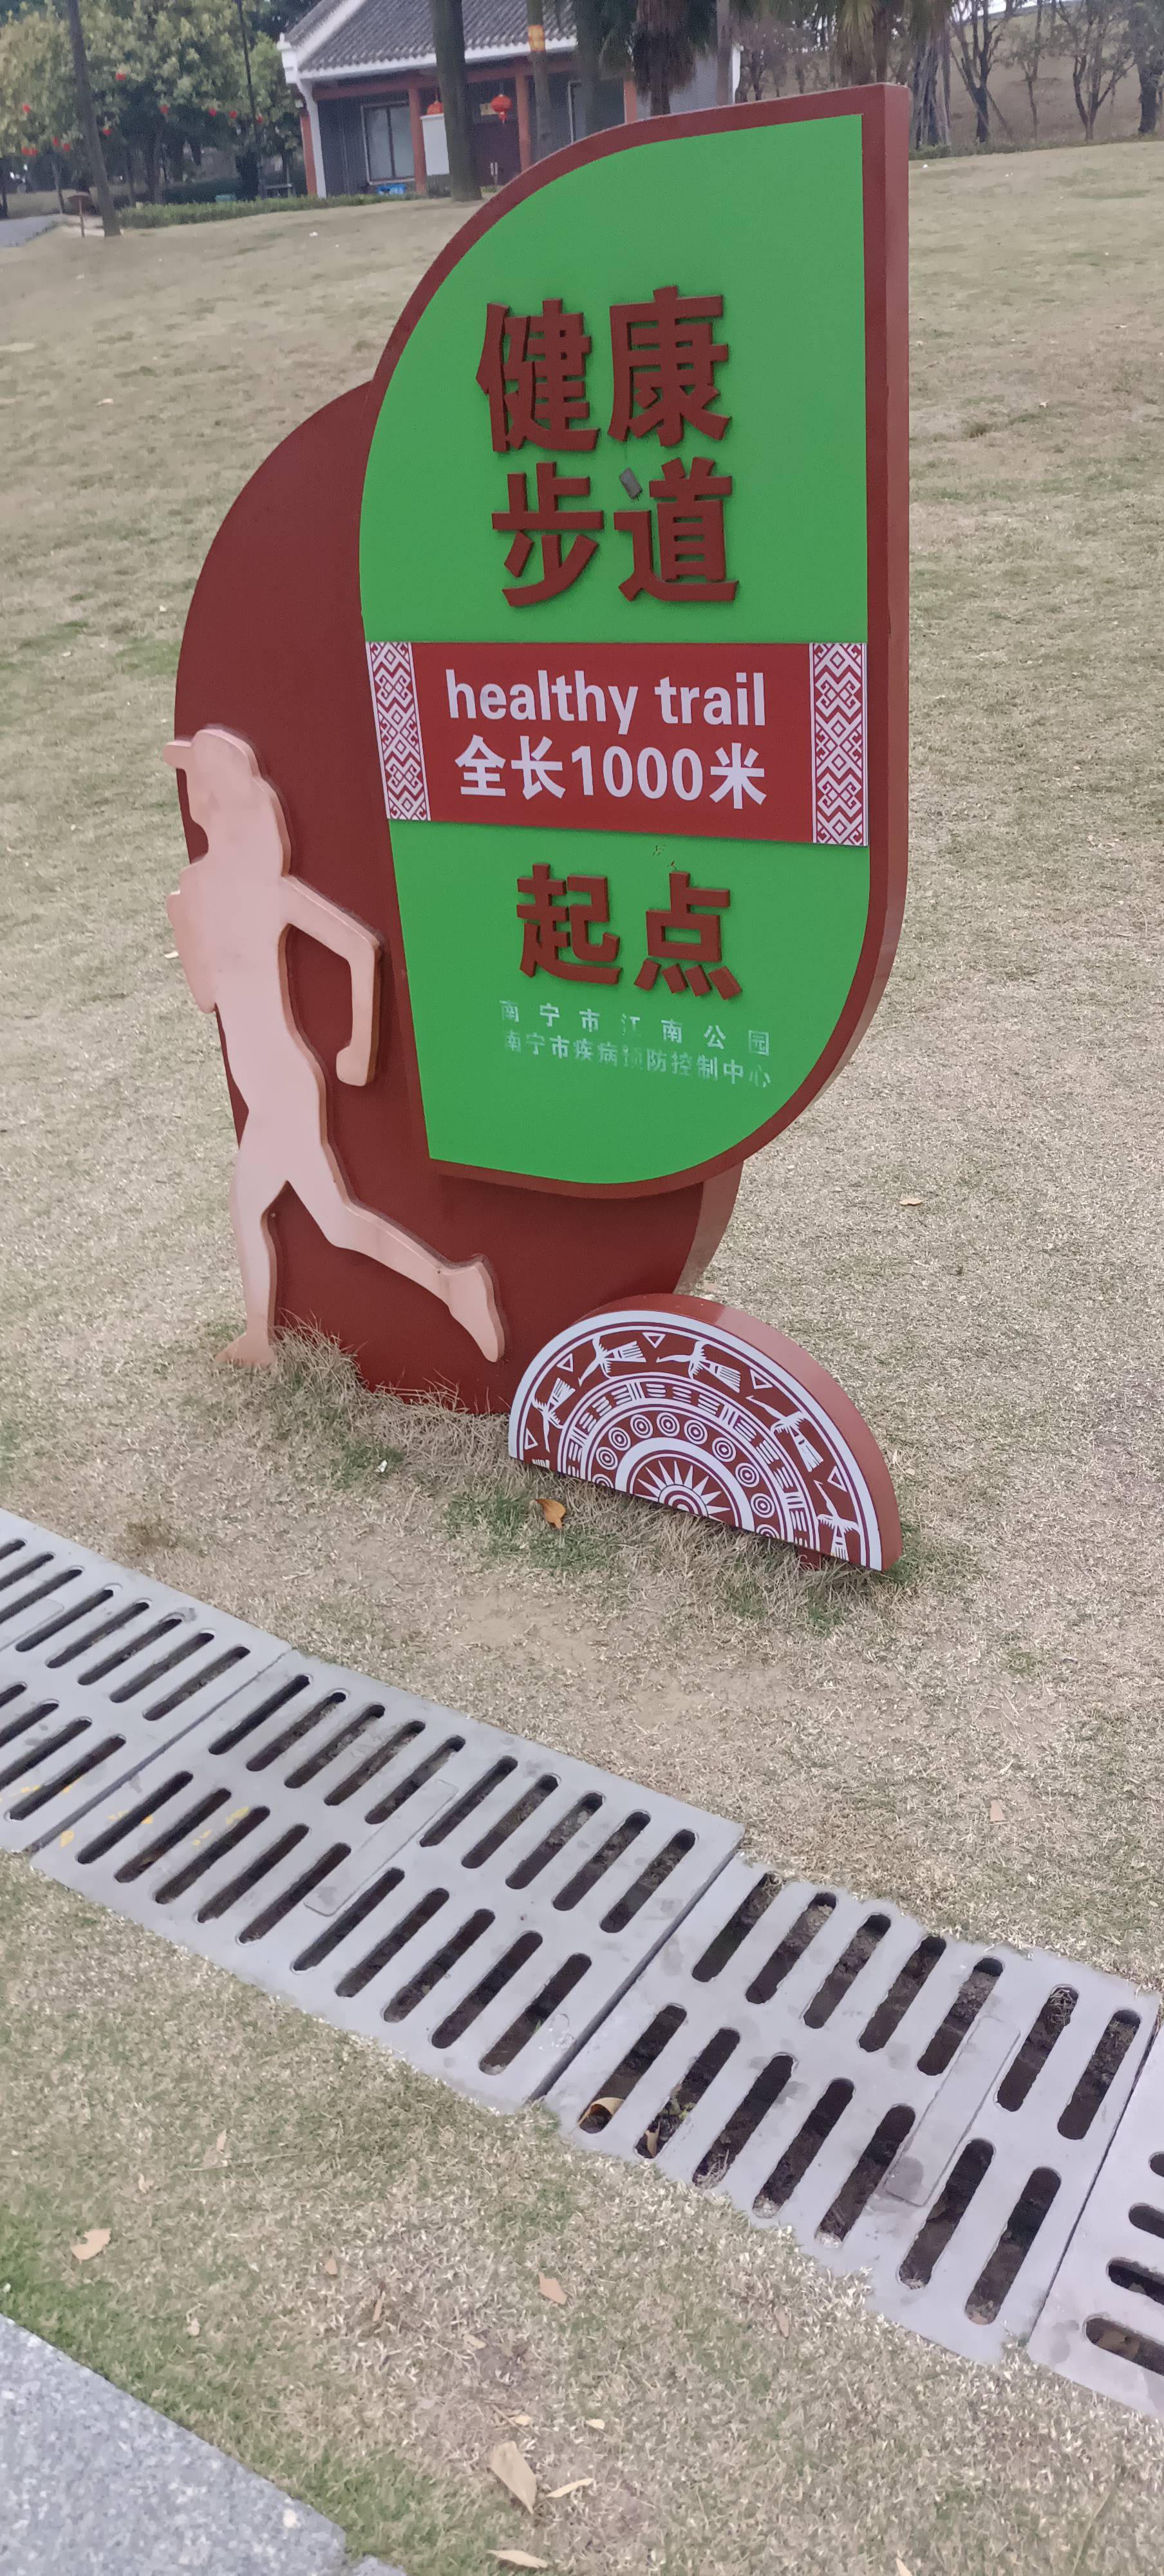 健康
步道
healthy trail
全长1000米
起点
南宁市江南公园
南宁市疾病预防控制中心